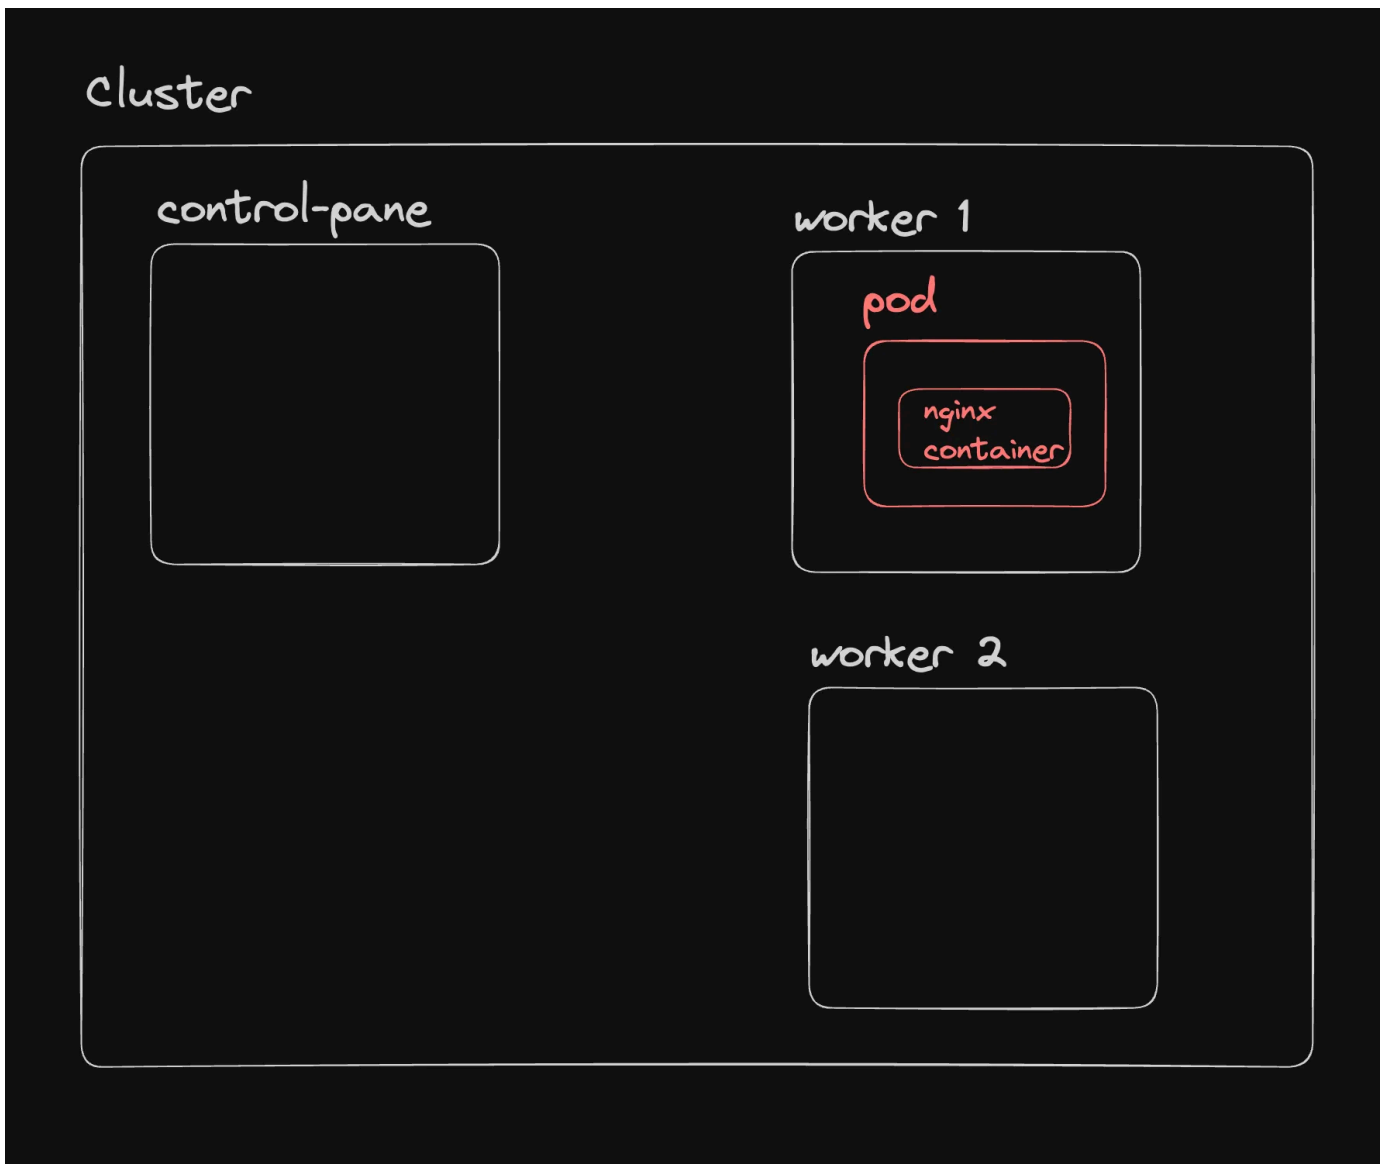 Cluster
control-pane
worker 1
pod
nginx
container
worker 2